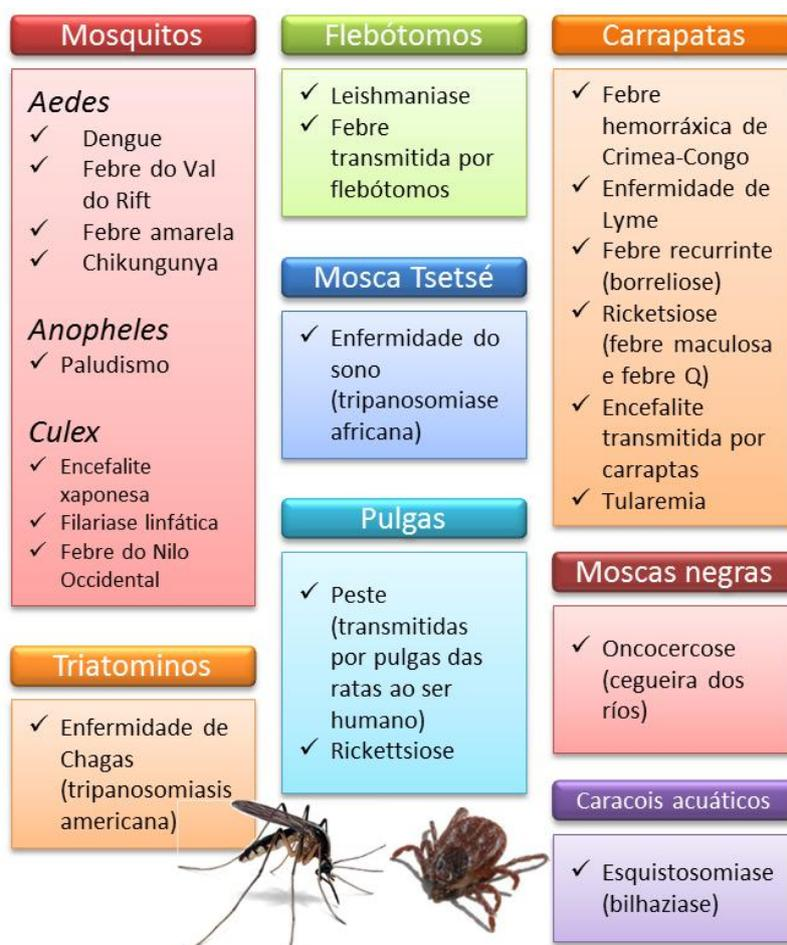 Mosquitos
Aedes
✓ Dengue
✓ Febre do Val
do Rift
✓ Febre amarela
✓ Chikungunya
Anopheles
✓ Paludismo
Culex
✓ Encefalite
xaponesa
✓ Filariase linfática
✓ Febre do Nilo
Occidental
Triatominos
✓ Enfermidade de
Chagas
(tripanosomiasis
americana)
Flebótomos
✓ Leishmaniase
✓ Febre
transmitida por
flebótomos
Mosca Tsetsé
✓ Enfermidade do
sono
(tripanosomiase
africana)
Pulgas
✓ Peste
(transmitidas
por pulgas das
ratas ao ser
humano)
✓ Rickettsiose
Carrapatas
✓ Febre
hemorráxica de
Crimea-Congo
✓ Enfermidade de
Lyme
✓ Febre recurrinte
(borreliose)
✓ Ricketsiose
(febre maculosa
e febre Q)
✓ Encefalite
transmitida por
carraptas
✓ Tularemia
Moscas negras
✓ Oncocercose
(cegueira dos
ríos)
Caracois acuáticos
✓ Esquistosomiase
(bilhaziase)